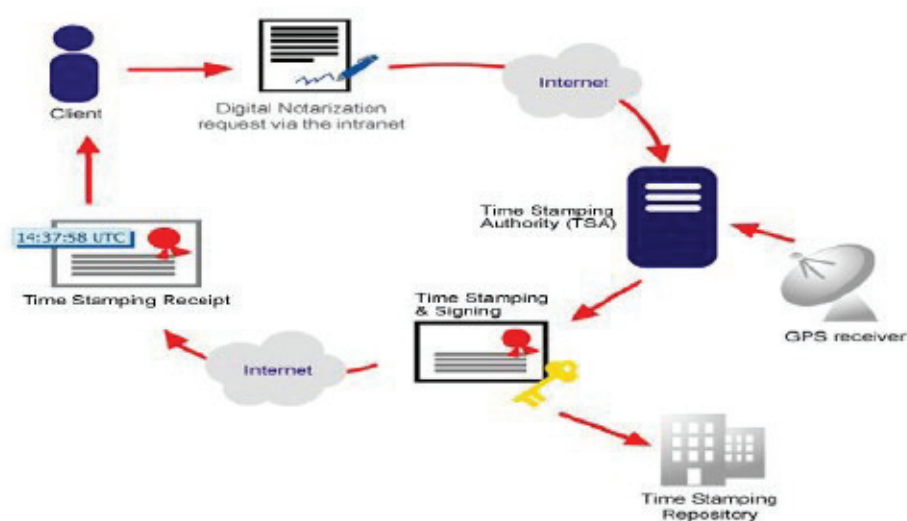 Client
Digital Notarization
request via the intranet
Internet
Time Stamping
Authority (TSA)
GPS receiver
Time Stamping
& Signing
Time Stamping
Repository
Internet
14:37:58 UTC
Time Stamping Receipt